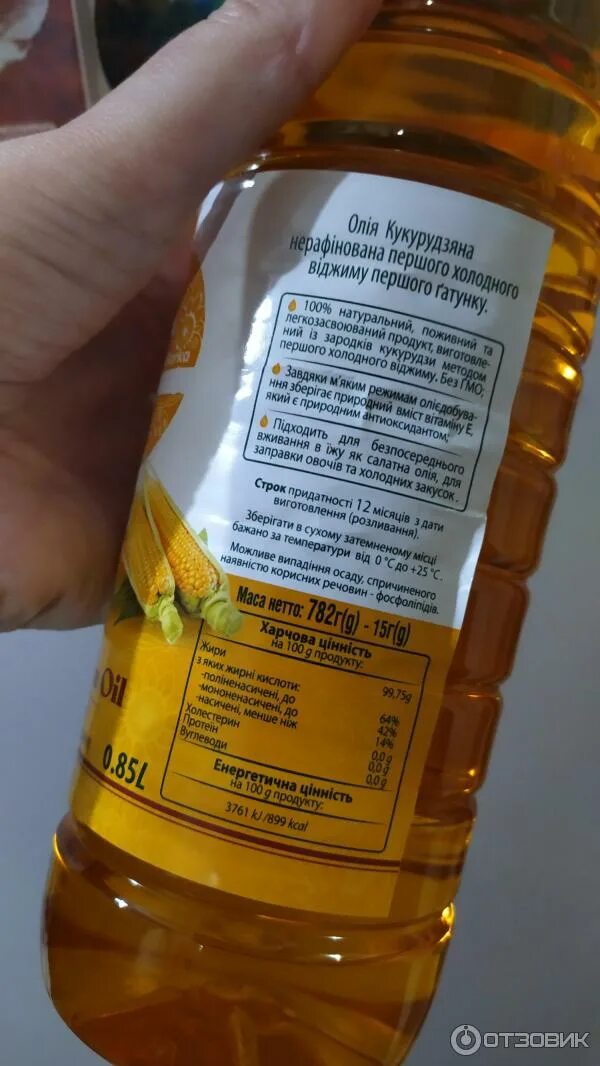 Олія Кукурудзяна
нерафінована першого холодного
віджиму першого ґатунку.
100% натуральний, поживний та
легкозасвоюваний продукт, виготовле-
ний із зародків кукурудзи методом
першого холодного віджиму. Без ГМО;
Завдяки м'яким режимам олієдобува-
ння зберігає природний вміст вітаміну Е,
який є природним антиоксидантом;
Підходить для безпосереднього
вживання в їжу як салатна олія, для
заправки овочів та холодних закусок.
Строк придатності 12 місяців з дати
виготовлення (розливання).
Зберігати в сухому затемненому місці
бажано за температури від 0 °С до +25 °С.
Можливе випадіння осаду, спричиненого
наявністю корисних речовин - фосфоліпідів.
Маса нетто: 782г(g) - 15г(g)
Харчова цінність
на 100 g продукту:
Жири 99,75g
з яких жирні кислоти:
-поліненасичені, до 64%
-мононенасичені, до 42%
-насичені, менше ніж 14%
Холестерин 0,0 g
Протеїн 0,0 g
Вуглеводи 0,0 g
Енергетична цінність
на 100 g продукту:
3761 kJ /899 kcal
Oil
0.85L
ОТЗОВИК